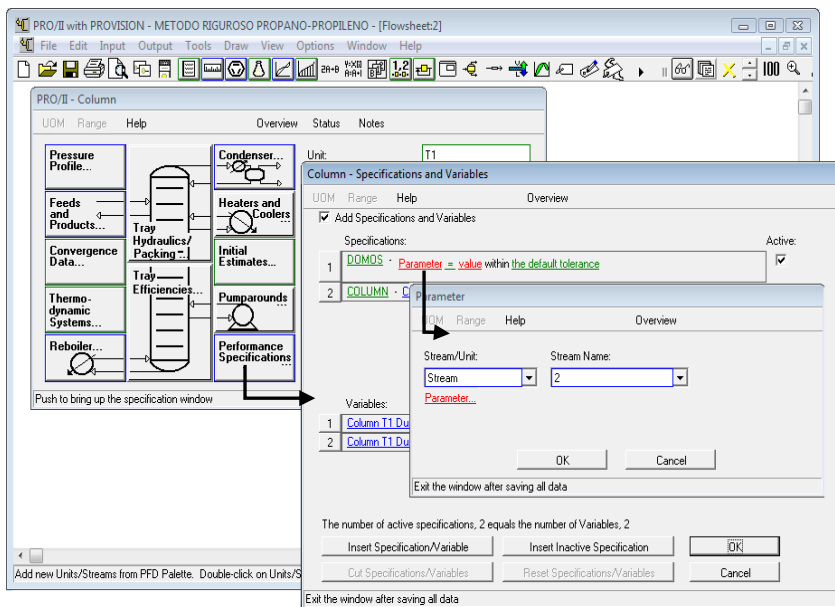 PRO/II with PROVISION - METODO RIGUROSO PROPANO-PROPILENO - [Flowsheet:2]
File Edit Input Output Tools Draw View Options Window Help
PRO/II - Column
UOM Range Help Overview Status Notes
Unit: T1
Pressure
Profile...
Condenser...
Feeds
and
Products...
Tray
Hydraulics/
Packing
Heaters and
Coolers
Convergence
Data...
Initial
Estimates...
Tray
Efficiencies...
Thermo-
dynamic
Systems...
Pumparounds
Reboiler...
Performance
Specifications
Push to bring up the specification window
Column - Specifications and Variables
UOM Range Help Overview
Add Specifications and Variables
Specifications: Active:
1 DOMOS - Parameter = value within the default tolerance
2 COLUMN - C
Parameter
UOM Range Help Overview
Stream/Unit: Stream Name:
Stream 2
Parameter...
OK Cancel
Exit the window after saving all data
Variables:
1 Column T1 Du
2 Column T1 Du
The number of active specifications, 2 equals the number of Variables, 2
Insert Specification/Variable Insert Inactive Specification OK
Cut Specifications/Variables Reset Specifications/Variables Cancel
Exit the window after saving all data
Add new Units/Streams from PFD Palette. Double-click on Units/S